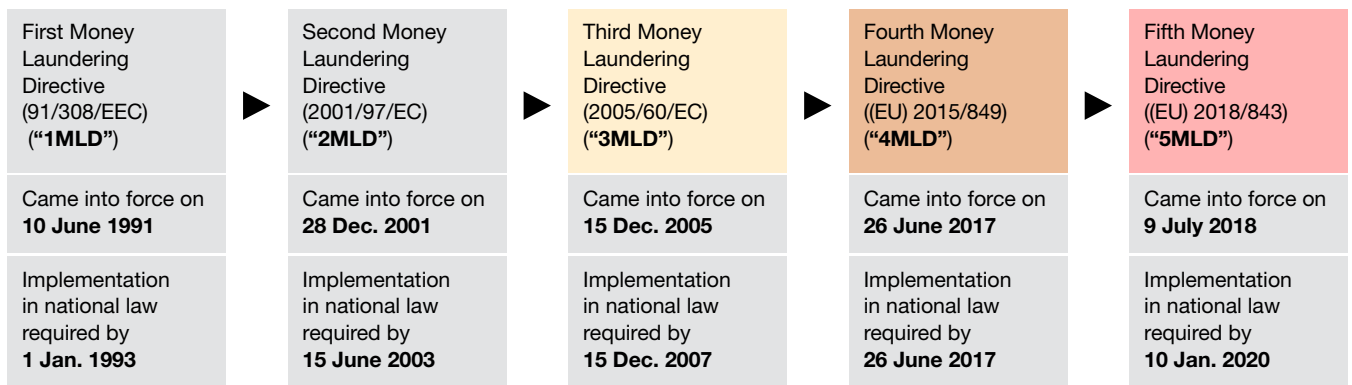 First Money
Laundering
Directive
(91/308/EEC)
(“1MLD”)
Came into force on
10 June 1991
Implementation
in national law
required by
1 Jan. 1993
Second Money
Laundering
Directive
(2001/97/EC)
(“2MLD”)
Came into force on
28 Dec. 2001
Implementation
in national law
required by
15 June 2003
Third Money
Laundering
Directive
(2005/60/EC)
(“3MLD”)
Came into force on
15 Dec. 2005
Implementation
in national law
required by
15 Dec. 2007
Fourth Money
Laundering
Directive
((EU) 2015/849)
(“4MLD”)
Came into force on
26 June 2017
Implementation
in national law
required by
26 June 2017
Fifth Money
Laundering
Directive
((EU) 2018/843)
(“5MLD”)
Came into force on
9 July 2018
Implementation
in national law
required by
10 Jan. 2020